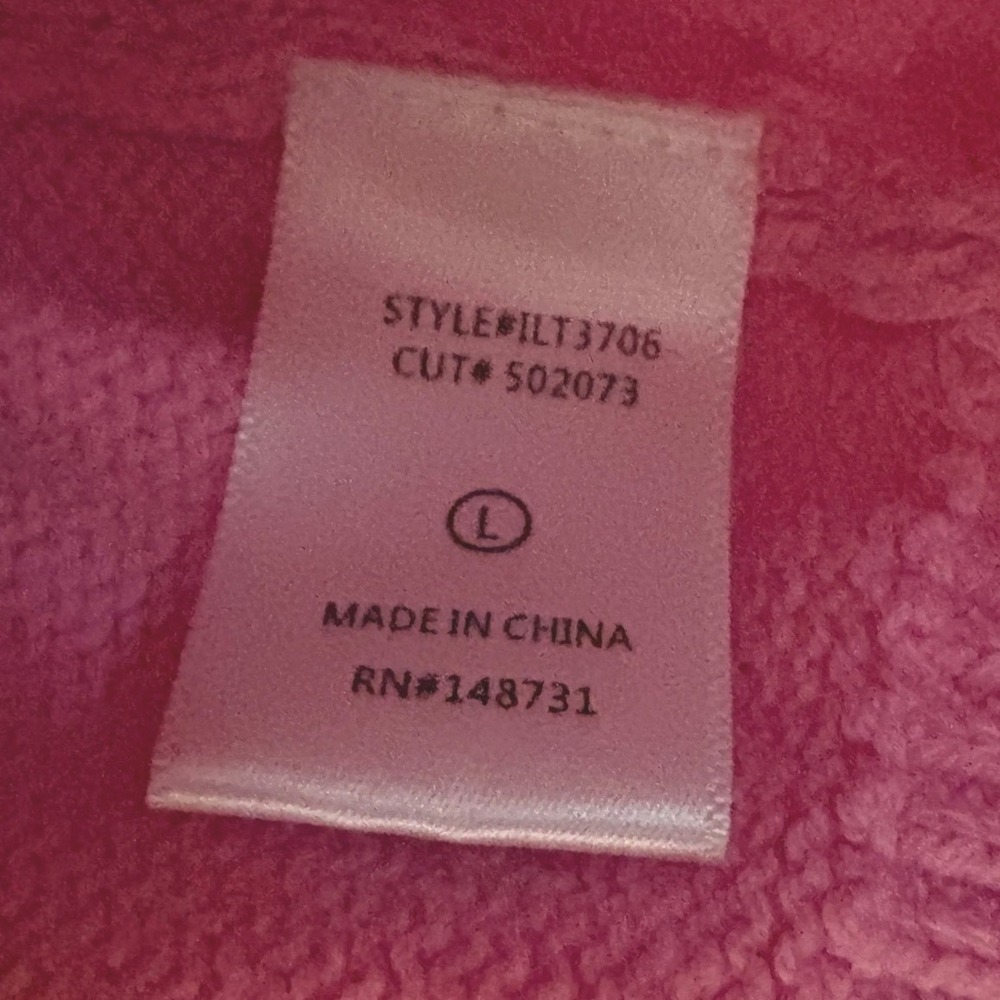 STYLE#ILT3706
CUT# 502073
L
MADE IN CHINA
RN#148731